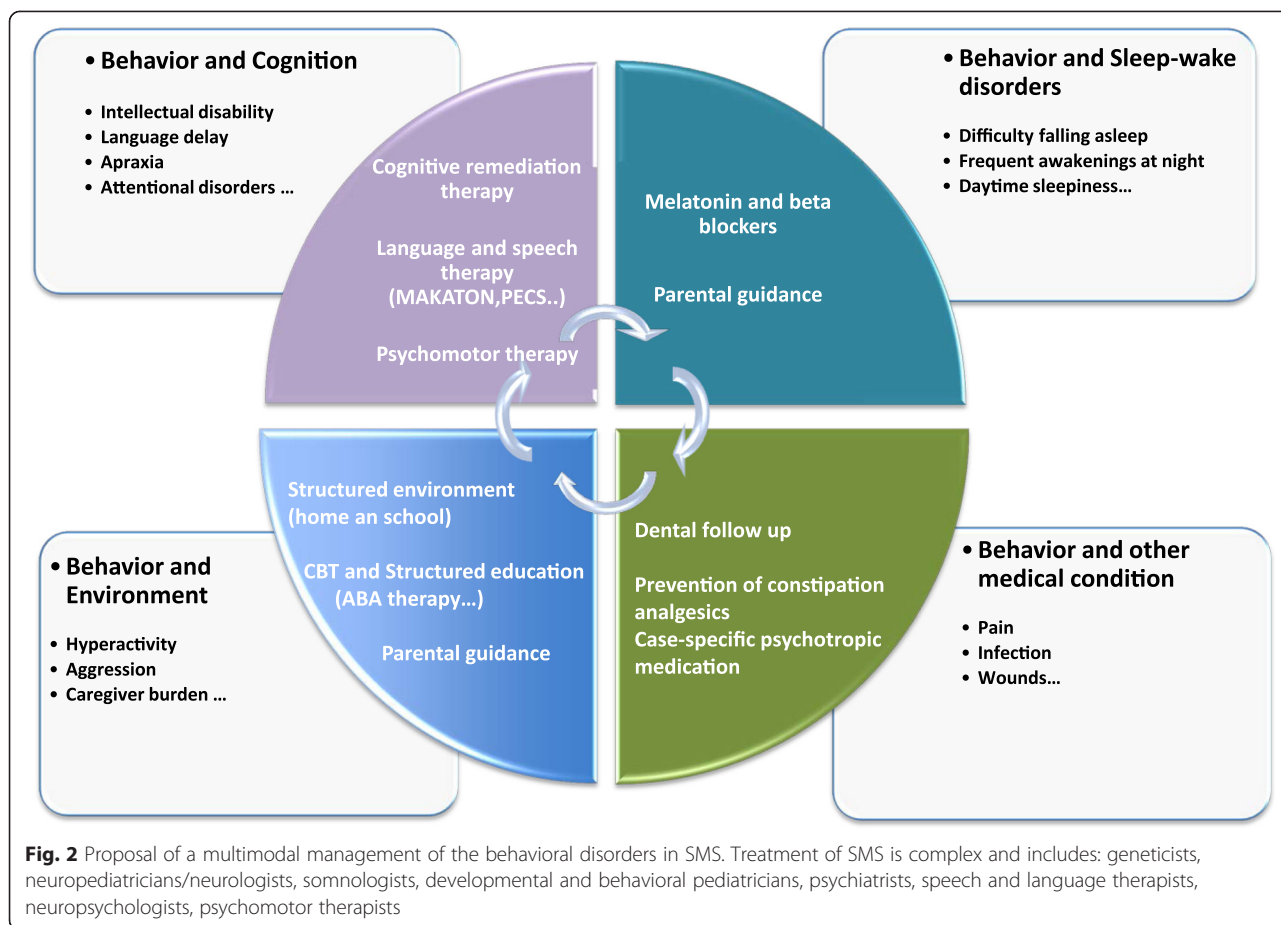 • Behavior and Cognition
• Intellectual disability
• Language delay
• Apraxia
• Attentional disorders ...
Cognitive remediation
therapy
Language and speech
therapy
(MAKATON,PECS..)
Psychomotor therapy
• Behavior and Sleep-wake
disorders
• Difficulty falling asleep
• Frequent awakenings at night
• Daytime sleepiness...
Melatonin and beta
blockers
Parental guidance
• Behavior and
Environment
• Hyperactivity
• Aggression
• Caregiver burden ...
Structured environment
(home an school)
CBT and Structured education
(ABA therapy...)
Parental guidance
Dental follow up
Prevention of constipation
analgesics
Case-specific psychotropic
medication
• Behavior and other
medical condition
• Pain
• Infection
• Wounds...
Fig. 2 Proposal of a multimodal management of the behavioral disorders in SMS. Treatment of SMS is complex and includes: geneticists,
neuropediatricians/neurologists, somnologists, developmental and behavioral pediatricians, psychiatrists, speech and language therapists,
neuropsychologists, psychomotor therapists